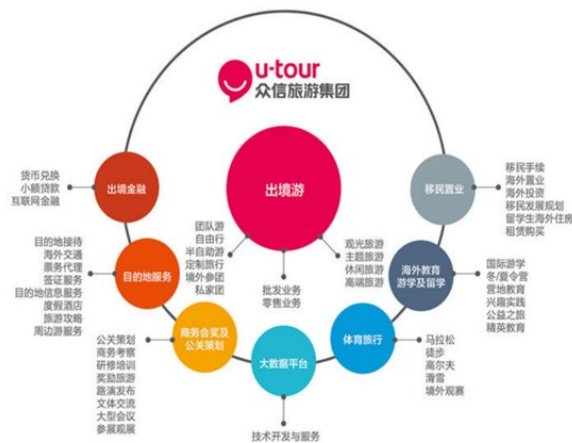 u-tour
众信旅游集团
出境游
团队游
自由行
半自助游
定制旅行
境外参团
私家团
批发业务
零售业务
观光旅游
主题旅游
休闲旅游
高端旅游
出境金融
货币兑换
小额贷款
互联网金融
目的地服务
目的地接待
海外交通
票务代理
签证服务
目的地信息服务
度假酒店
旅游攻略
周边游服务
商务会奖及
公关策划
公关策划
商务考察
研修培训
奖励旅游
路演发布
文体交流
大型会议
参展观展
大数据平台
技术开发与服务
体育旅行
马拉松
徒步
高尔夫
滑雪
境外观赛
海外教育
游学及留学
国际游学
冬/夏令营
营地教育
兴趣实践
公益之旅
精英教育
移民置业
移民手续
海外置业
海外投资
移民发展规划
留学生海外住房
租赁购买